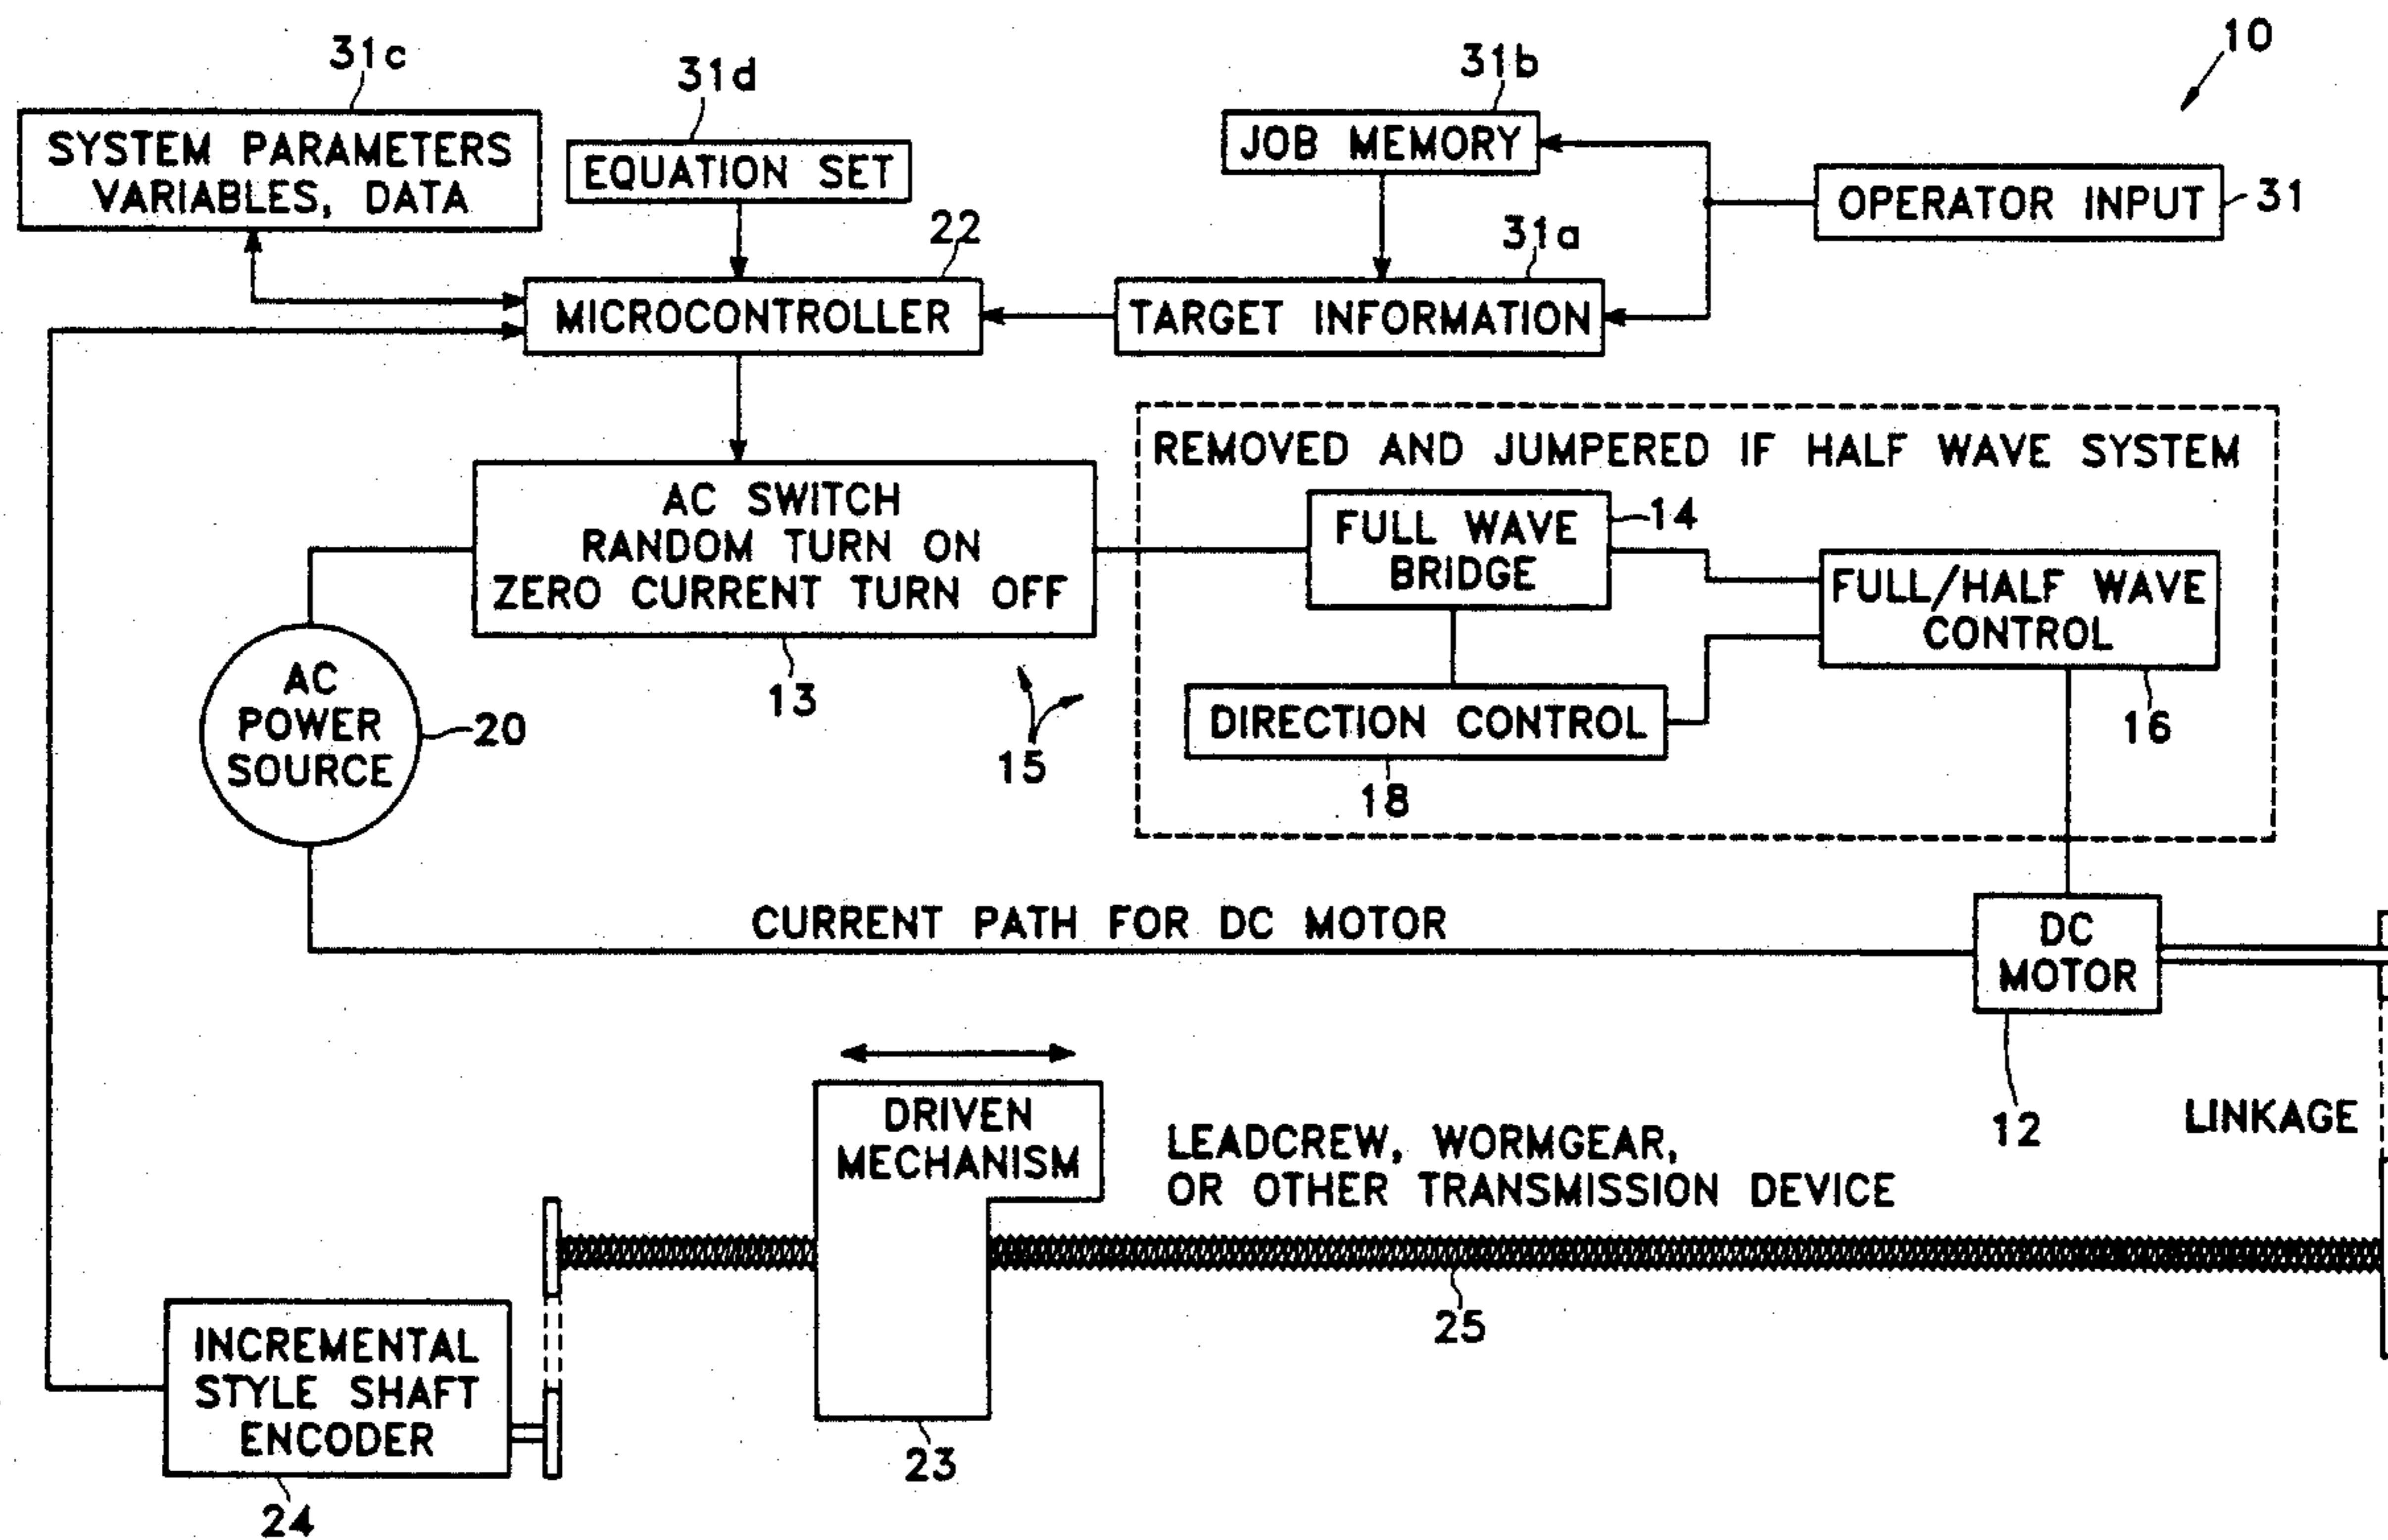 10
31c
31d
31b
SYSTEM PARAMETERS
VARIABLES, DATA
EQUATION SET
JOB MEMORY
OPERATOR INPUT
31
22
31a
MICROCONTROLLER
TARGET INFORMATION
REMOVED AND JUMPERED IF HALF WAVE SYSTEM
AC SWITCH
RANDOM TURN ON
ZERO CURRENT TURN OFF
13
15
FULL WAVE
BRIDGE
14
FULL/HALF WAVE
CONTROL
16
DIRECTION CONTROL
18
AC
POWER
SOURCE
20
CURRENT PATH FOR DC MOTOR
DC
MOTOR
12
LINKAGE
DRIVEN
MECHANISM
LEADCREW, WORMGEAR,
OR OTHER TRANSMISSION DEVICE
25
23
INCREMENTAL
STYLE SHAFT
ENCODER
24